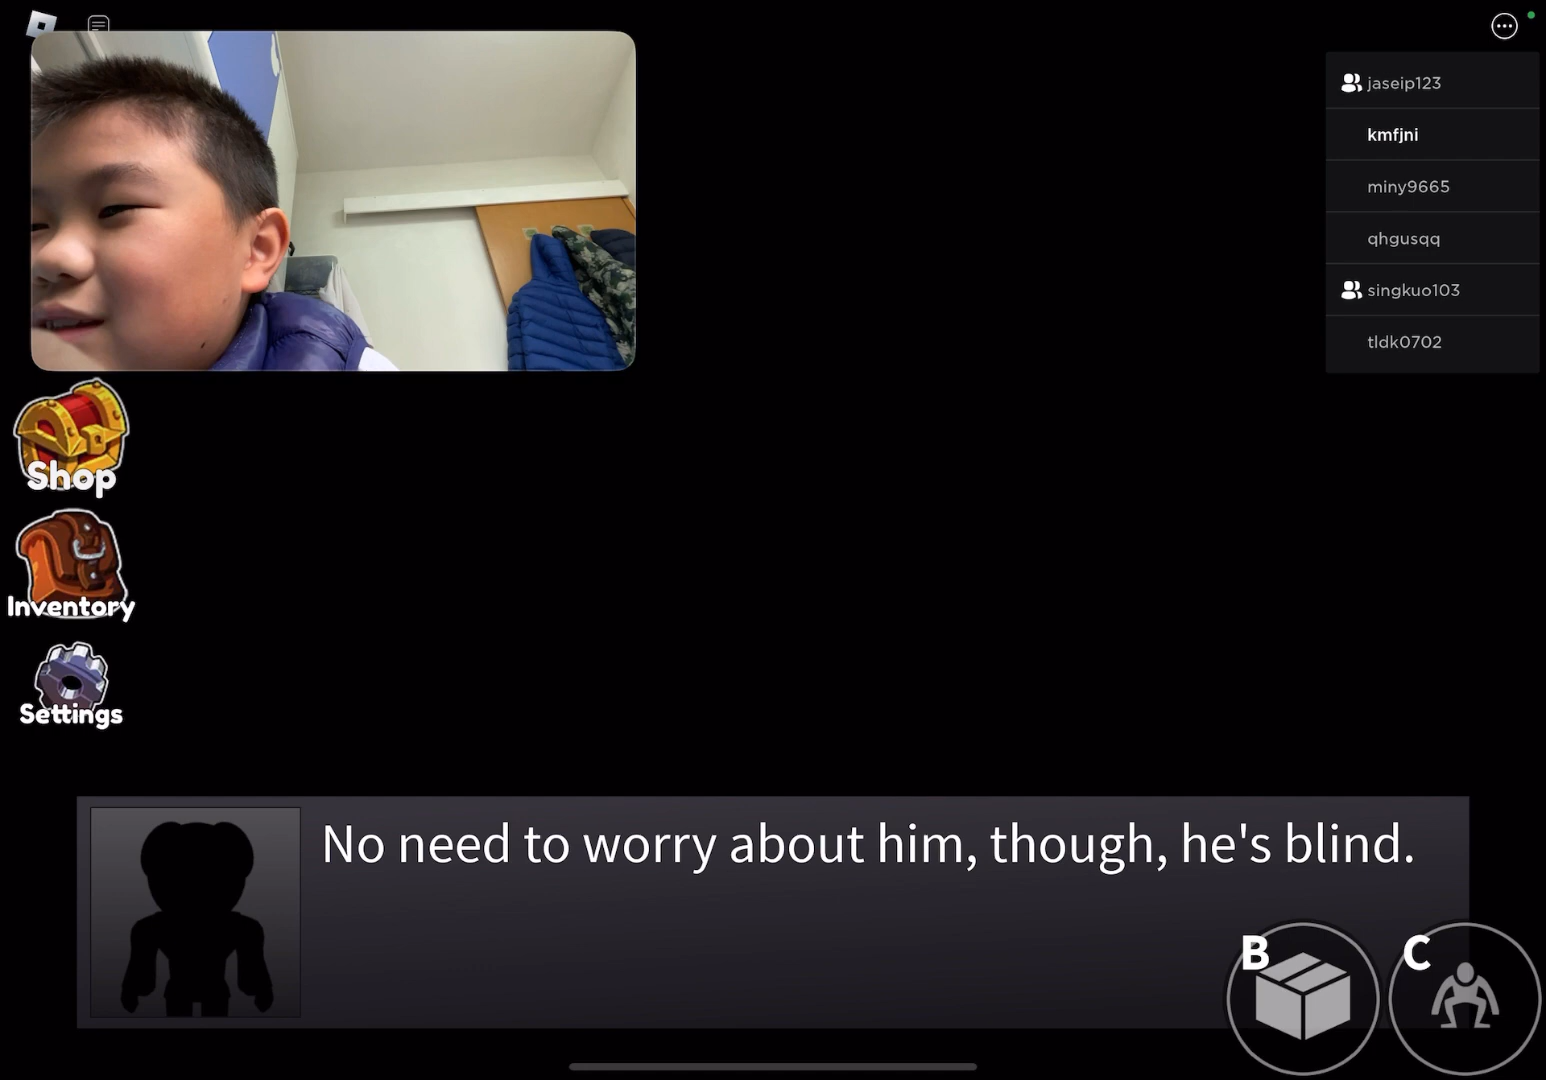 jaseip123
kmfjni
miny9665
qhgusqq
singkuo103
tldk0702
Shop
Inventory
Settings
No need to worry about him, though, he's blind.
B
C